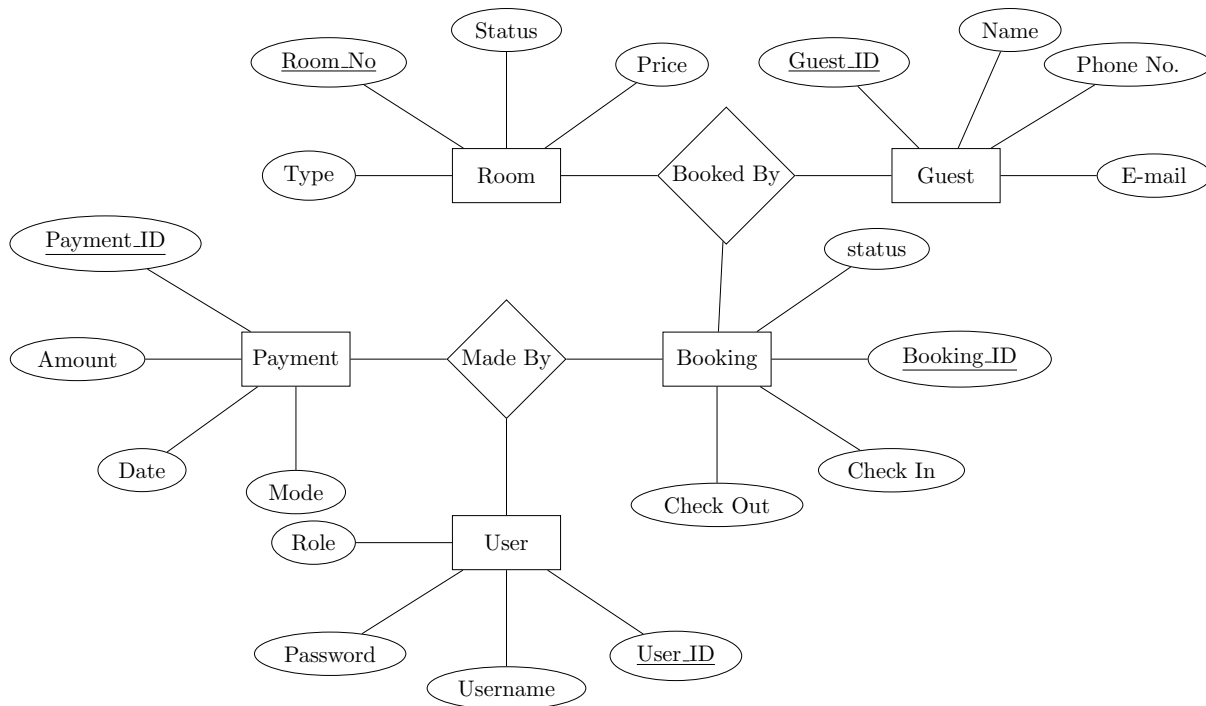 Status
Name
Room_No
Price
Guest_ID
Phone No.
Type
Room
Booked By
Guest
E-mail
Payment_ID
status
Amount
Payment
Made By
Booking
Booking_ID
Date
Mode
Check Out
Check In
Role
User
Password
Username
User_ID